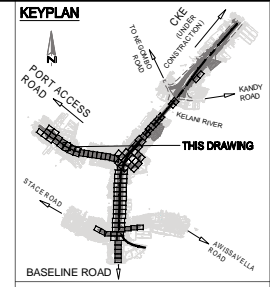 KEYPLAN
N
CKE
(UNDER
CONSTRACTION)
TO NEGOMBO
ROAD
PORT ACCESS
ROAD
KANDY
ROAD
KELANI RIVER
THIS DRAWING
STACE ROAD
AWISSAVELLA
ROAD
BASELINE ROAD